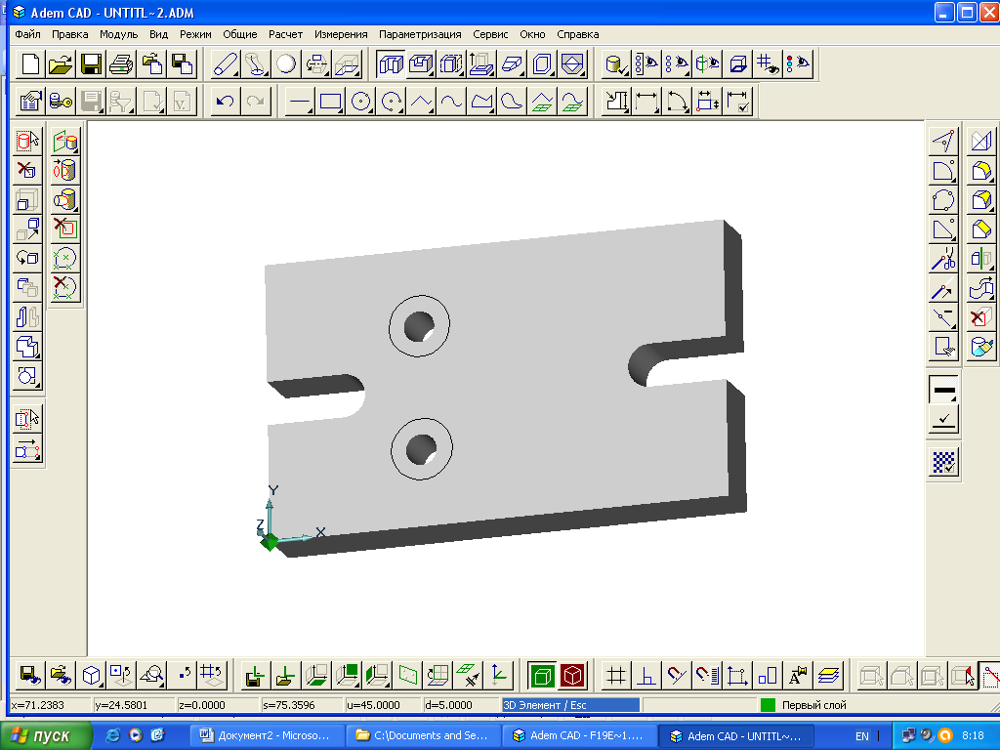 Adem CAD - UNTITL~2.ADM
Файл Правка Модуль Вид Режим Общие Расчет Измерения Параметризация Сервис Окно Справка
Y
Z
X
x=71.2383 y=24.5801 z=0.0000 s=75.3596 u=45.0000 d=5.0000 3D Элемент / Esc Первый слой
пуск Документ2 - Microso... C:\Documents and Se... Adem CAD - F19E~1.... Adem CAD - UNTITL~... EN 8:18